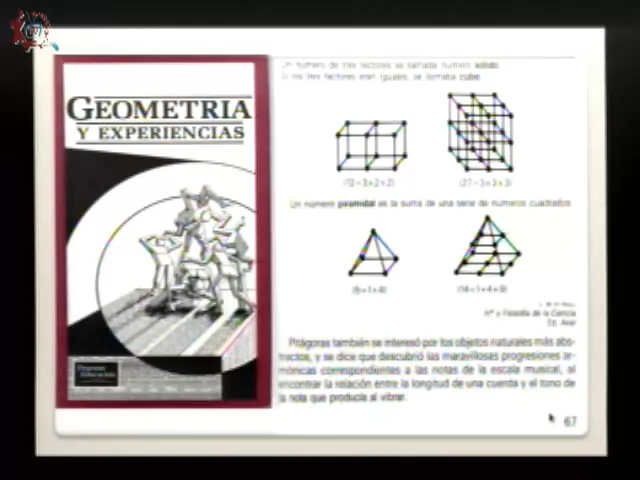 GEOMETRIA
Y EXPERIENCIAS
Un número de tres factores se llamaba número sólido
Si los tres factores eran iguales, se llamaba cubo
(12 = 3 × 2 × 2)
(27 = 3 × 3 × 3)
Un número piramidal es la suma de una serie de números cuadrados
(5 = 1 + 4)
(14 = 1 + 4 + 9)
Hª y Filosofía de la Ciencia
Pitágoras también se interesó por los objetos naturales más abs-
tractos, y se dice que descubrió las maravillosas progresiones ar-
mónicas correspondientes a las notas de la escala musical, al
encontrar la relación entre la longitud de una cuerda y el tono de
la nota que producía al vibrar.
67